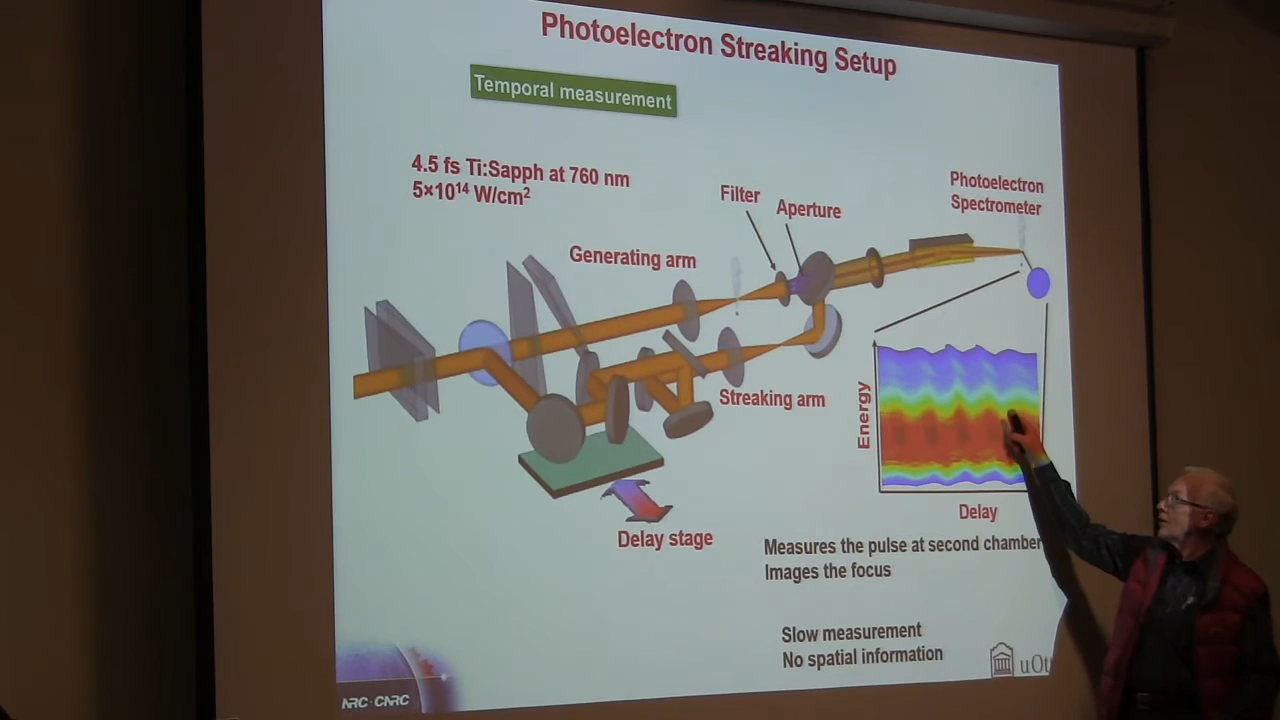 Photoelectron Streaking Setup
Temporal measurement
4.5 fs Ti:Sapph at 760 nm
5×10¹⁴ W/cm²
Filter
Aperture
Photoelectron
Spectrometer
Generating arm
Streaking arm
Energy
Delay
Delay stage
Measures the pulse at second chamber
Images the focus
Slow measurement
No spatial information
NRC·CNRC
uOt